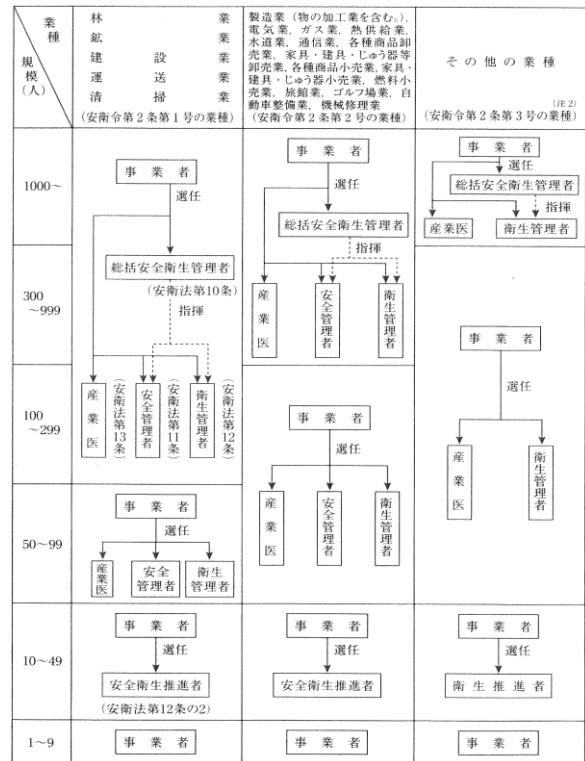 業種
規模(人)
林業
鉱業
建設業
運送業
清掃業
(安衛令第2条第1号の業種)
製造業(物の加工業を含む。),
電気業, ガス業, 熱供給業,
水道業, 通信業, 各種商品卸
売業, 家具・建具・じゅう器等
卸売業, 各種商品小売業, 家具・
建具・じゅう器小売業, 燃料小
売業, 旅館業, ゴルフ場業, 自
動車整備業, 機械修理業
(安衛令第2条第2号の業種)
その他の業種
(注2)
(安衛令第2条第3号の業種)
1000~
事業者
選任
総括安全衛生管理者
(安衛法第10条)
指揮
産業医
(安衛法第13条)
安全管理者
(安衛法第11条)
衛生管理者
(安衛法第12条)
事業者
選任
総括安全衛生管理者
指揮
産業医
安全管理者
衛生管理者
事業者
選任
総括安全衛生管理者
指揮
産業医
衛生管理者
300
~999
100
~299
事業者
選任
産業医
安全管理者
衛生管理者
事業者
選任
産業医
衛生管理者
50~99
事業者
選任
産業医
安全管理者
衛生管理者
10~49
事業者
選任
安全衛生推進者
(安衛法第12条の2)
事業者
選任
安全衛生推進者
事業者
選任
衛生推進者
1~9
事業者
事業者
事業者